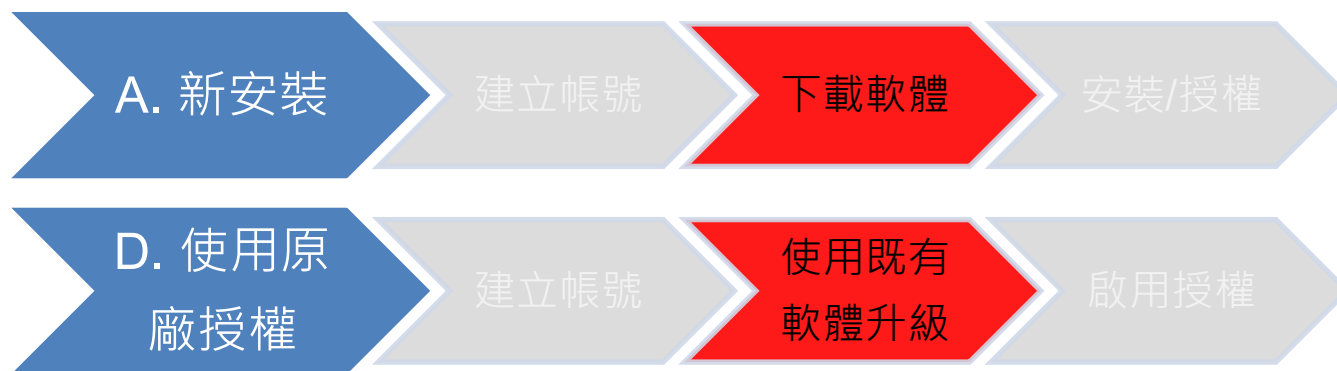 A. 新安裝
建立帳號
下載軟體
安裝/授權
D. 使用原
廠授權
建立帳號
使用既有
軟體升級
啟用授權